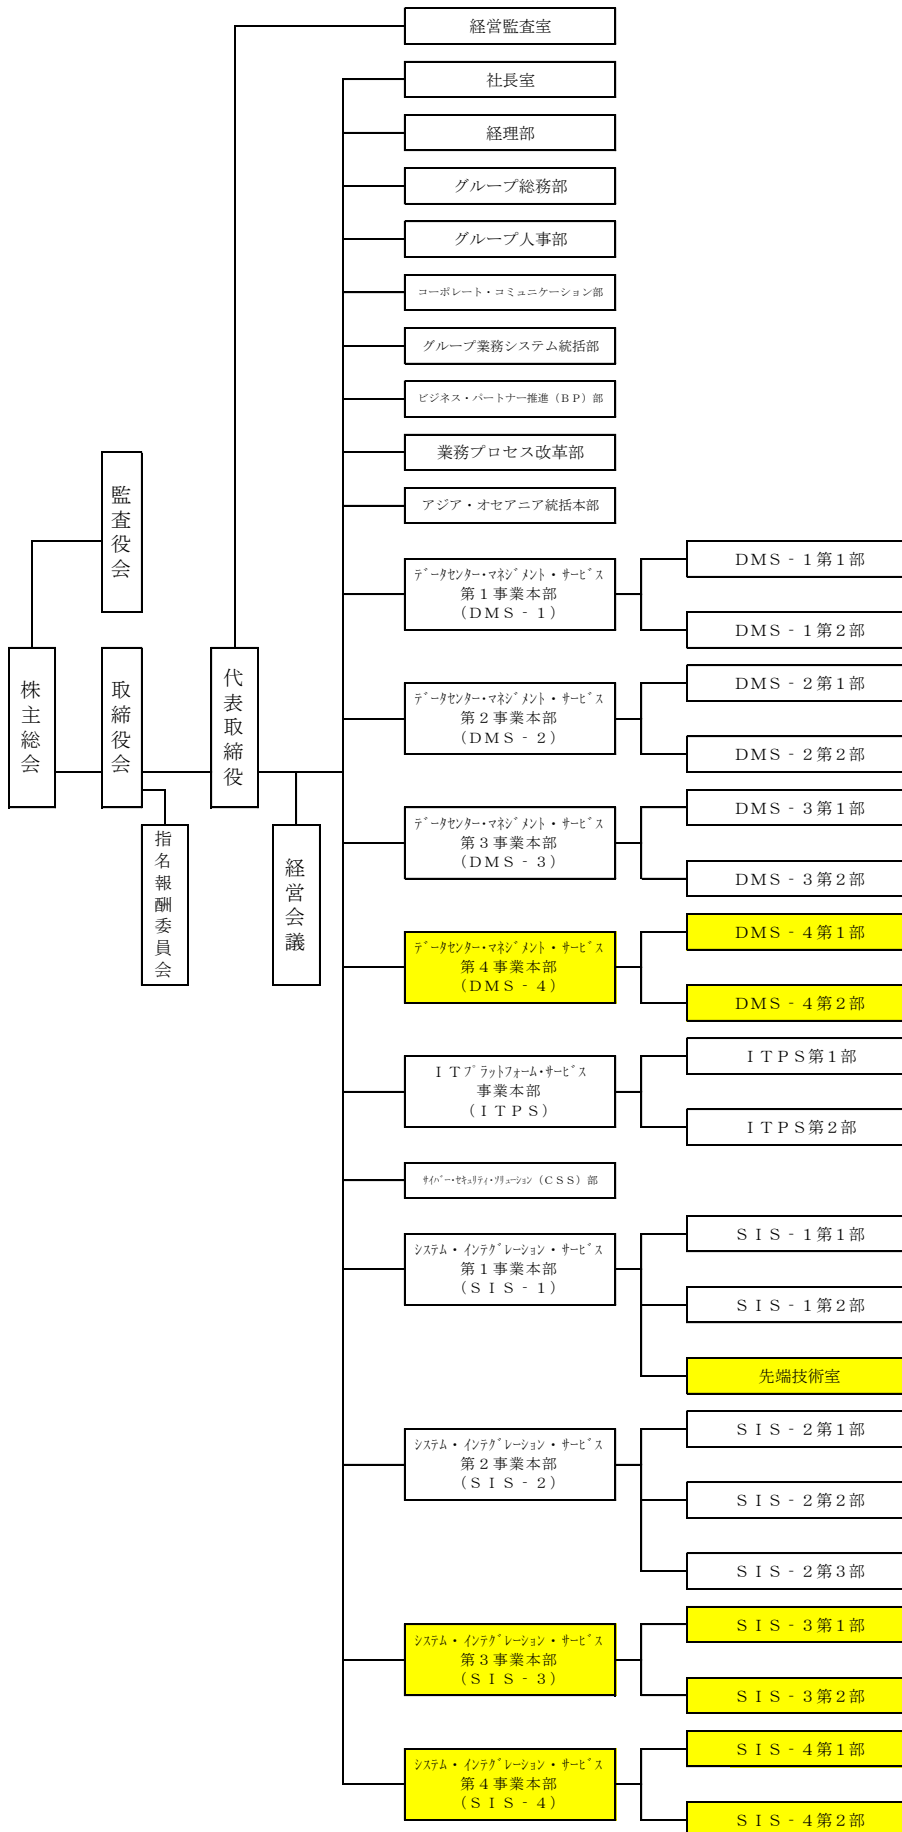 経営監査室
社長室
経理部
グループ総務部
グループ人事部
コーポレート・コミュニケーション部
グループ業務システム統括部
ビジネス・パートナー推進（ＢＰ）部
業務プロセス改革部
アジア・オセアニア統括本部
監査役会
株主総会
取締役会
代表取締役
指名報酬委員会
経営会議
ﾃﾞｰﾀｾﾝﾀｰ・ﾏﾈｼﾞﾒﾝﾄ・ｻｰﾋﾞｽ
第１事業本部
（ＤＭＳ‐１）
ＤＭＳ‐１第１部
ＤＭＳ‐１第２部
ﾃﾞｰﾀｾﾝﾀｰ・ﾏﾈｼﾞﾒﾝﾄ・ｻｰﾋﾞｽ
第２事業本部
（ＤＭＳ‐２）
ＤＭＳ‐２第１部
ＤＭＳ‐２第２部
ﾃﾞｰﾀｾﾝﾀｰ・ﾏﾈｼﾞﾒﾝﾄ・ｻｰﾋﾞｽ
第３事業本部
（ＤＭＳ‐３）
ＤＭＳ‐３第１部
ＤＭＳ‐３第２部
ﾃﾞｰﾀｾﾝﾀｰ・ﾏﾈｼﾞﾒﾝﾄ・ｻｰﾋﾞｽ
第４事業本部
（ＤＭＳ‐４）
ＤＭＳ‐４第１部
ＤＭＳ‐４第２部
ＩＴﾌﾟﾗｯﾄﾌｫｰﾑ・ｻｰﾋﾞｽ
事業本部
（ＩＴＰＳ）
ＩＴＰＳ第１部
ＩＴＰＳ第２部
ｻｲﾊﾞｰ・ｾｷｭﾘﾃｨ・ｿﾘｭｰｼｮﾝ（ＣＳＳ）部
ｼｽﾃﾑ・ｲﾝﾃｸﾞﾚｰｼｮﾝ・ｻｰﾋﾞｽ
第１事業本部
（ＳＩＳ‐１）
ＳＩＳ‐１第１部
ＳＩＳ‐１第２部
先端技術室
ｼｽﾃﾑ・ｲﾝﾃｸﾞﾚｰｼｮﾝ・ｻｰﾋﾞｽ
第２事業本部
（ＳＩＳ‐２）
ＳＩＳ‐２第１部
ＳＩＳ‐２第２部
ＳＩＳ‐２第３部
ｼｽﾃﾑ・ｲﾝﾃｸﾞﾚｰｼｮﾝ・ｻｰﾋﾞｽ
第３事業本部
（ＳＩＳ‐３）
ＳＩＳ‐３第１部
ＳＩＳ‐３第２部
ｼｽﾃﾑ・ｲﾝﾃｸﾞﾚｰｼｮﾝ・ｻｰﾋﾞｽ
第４事業本部
（ＳＩＳ‐４）
ＳＩＳ‐４第１部
ＳＩＳ‐４第２部